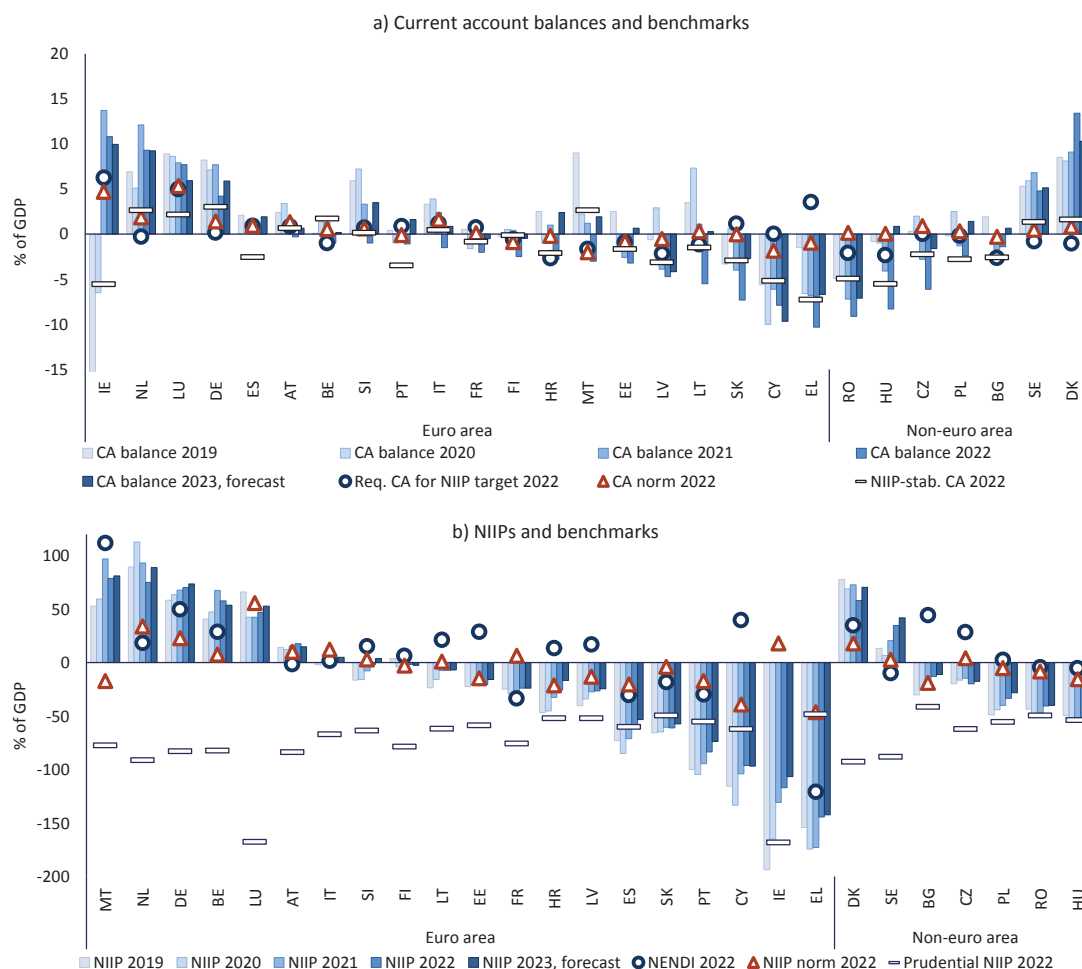 a) Current account balances and benchmarks
20
15
10
5
0
-5
-10
-15
% of GDP
IE NL LU DE ES AT BE SI PT IT FR FI HR MT EE LV LT SK CY EL RO HU CZ PL BG SE DK
Euro area Non-euro area
CA balance 2019 CA balance 2020 CA balance 2021 CA balance 2022
CA balance 2023, forecast Req. CA for NIIP target 2022 CA norm 2022 NIIP-stab. CA 2022
b) NIIPs and benchmarks
100
50
0
-50
-100
-150
-200
% of GDP
MT NL DE BE LU AT IT SI FI LT EE FR HR LV ES SK PT CY IE EL DK SE BG CZ PL RO HU
Euro area Non-euro area
NIIP 2019 NIIP 2020 NIIP 2021 NIIP 2022 NIIP 2023, forecast NENDI 2022 NIIP norm 2022 Prudential NIIP 2022